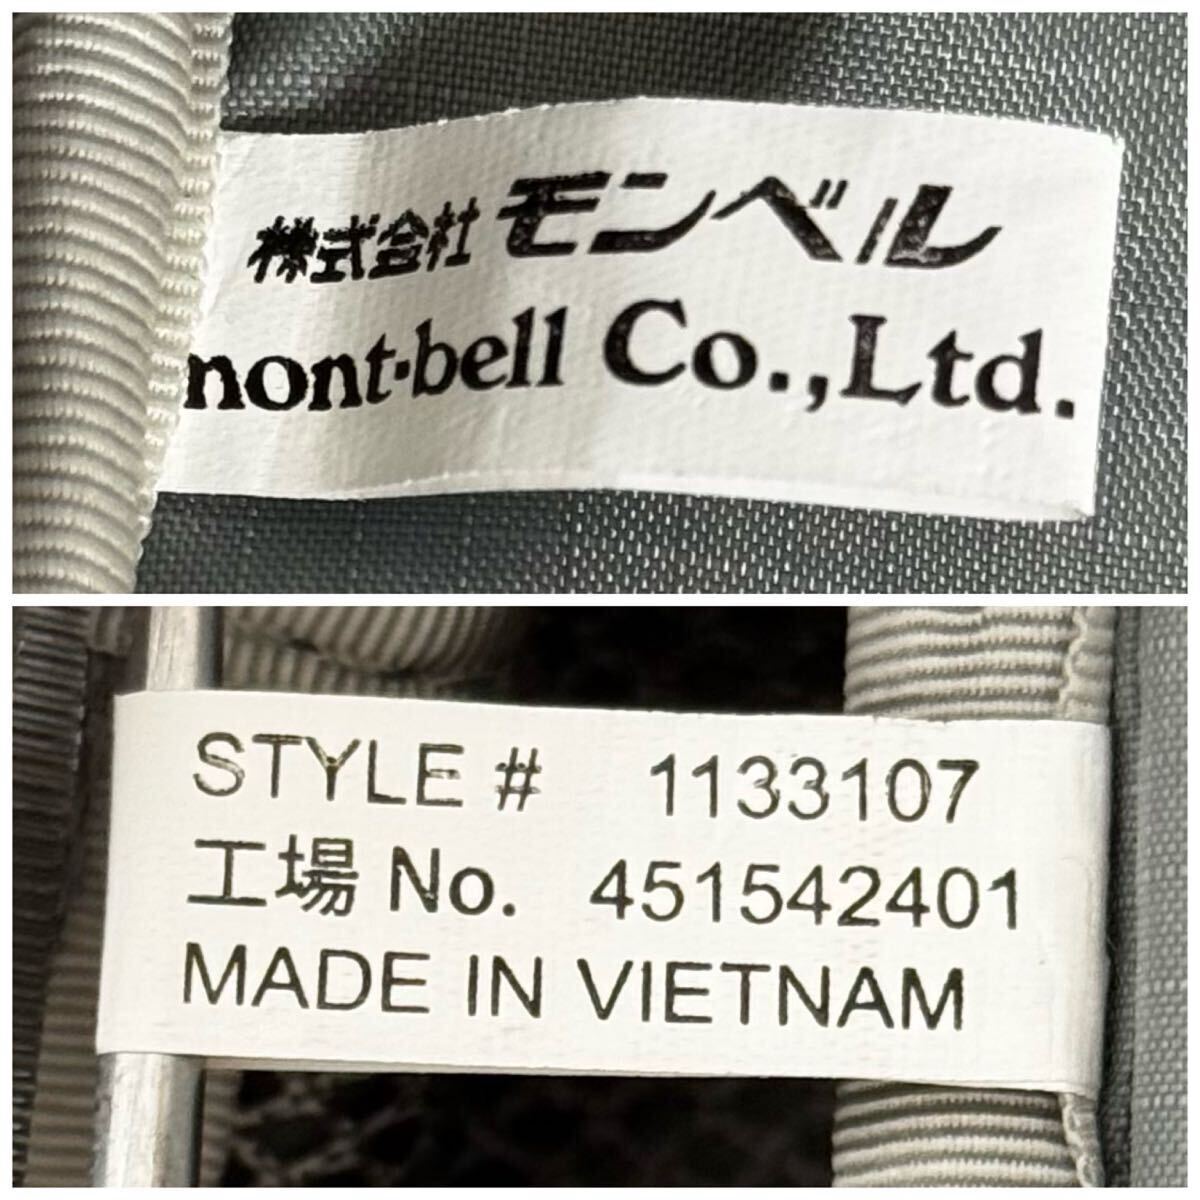 株式会社モンベル
mont-bell Co.,Ltd.
STYLE # 1133107
工場 No. 451542401
MADE IN VIETNAM